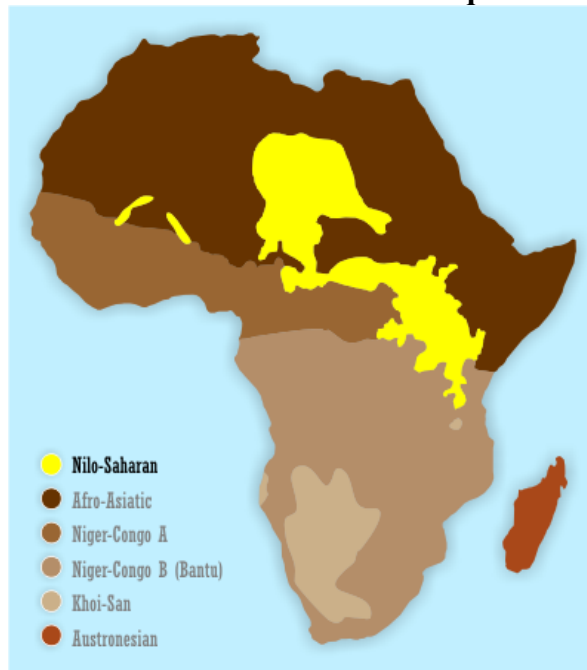 Nilo-Saharan
Afro-Asiatic
Niger-Congo A
Niger-Congo B (Bantu)
Khoi-San
Austronesian